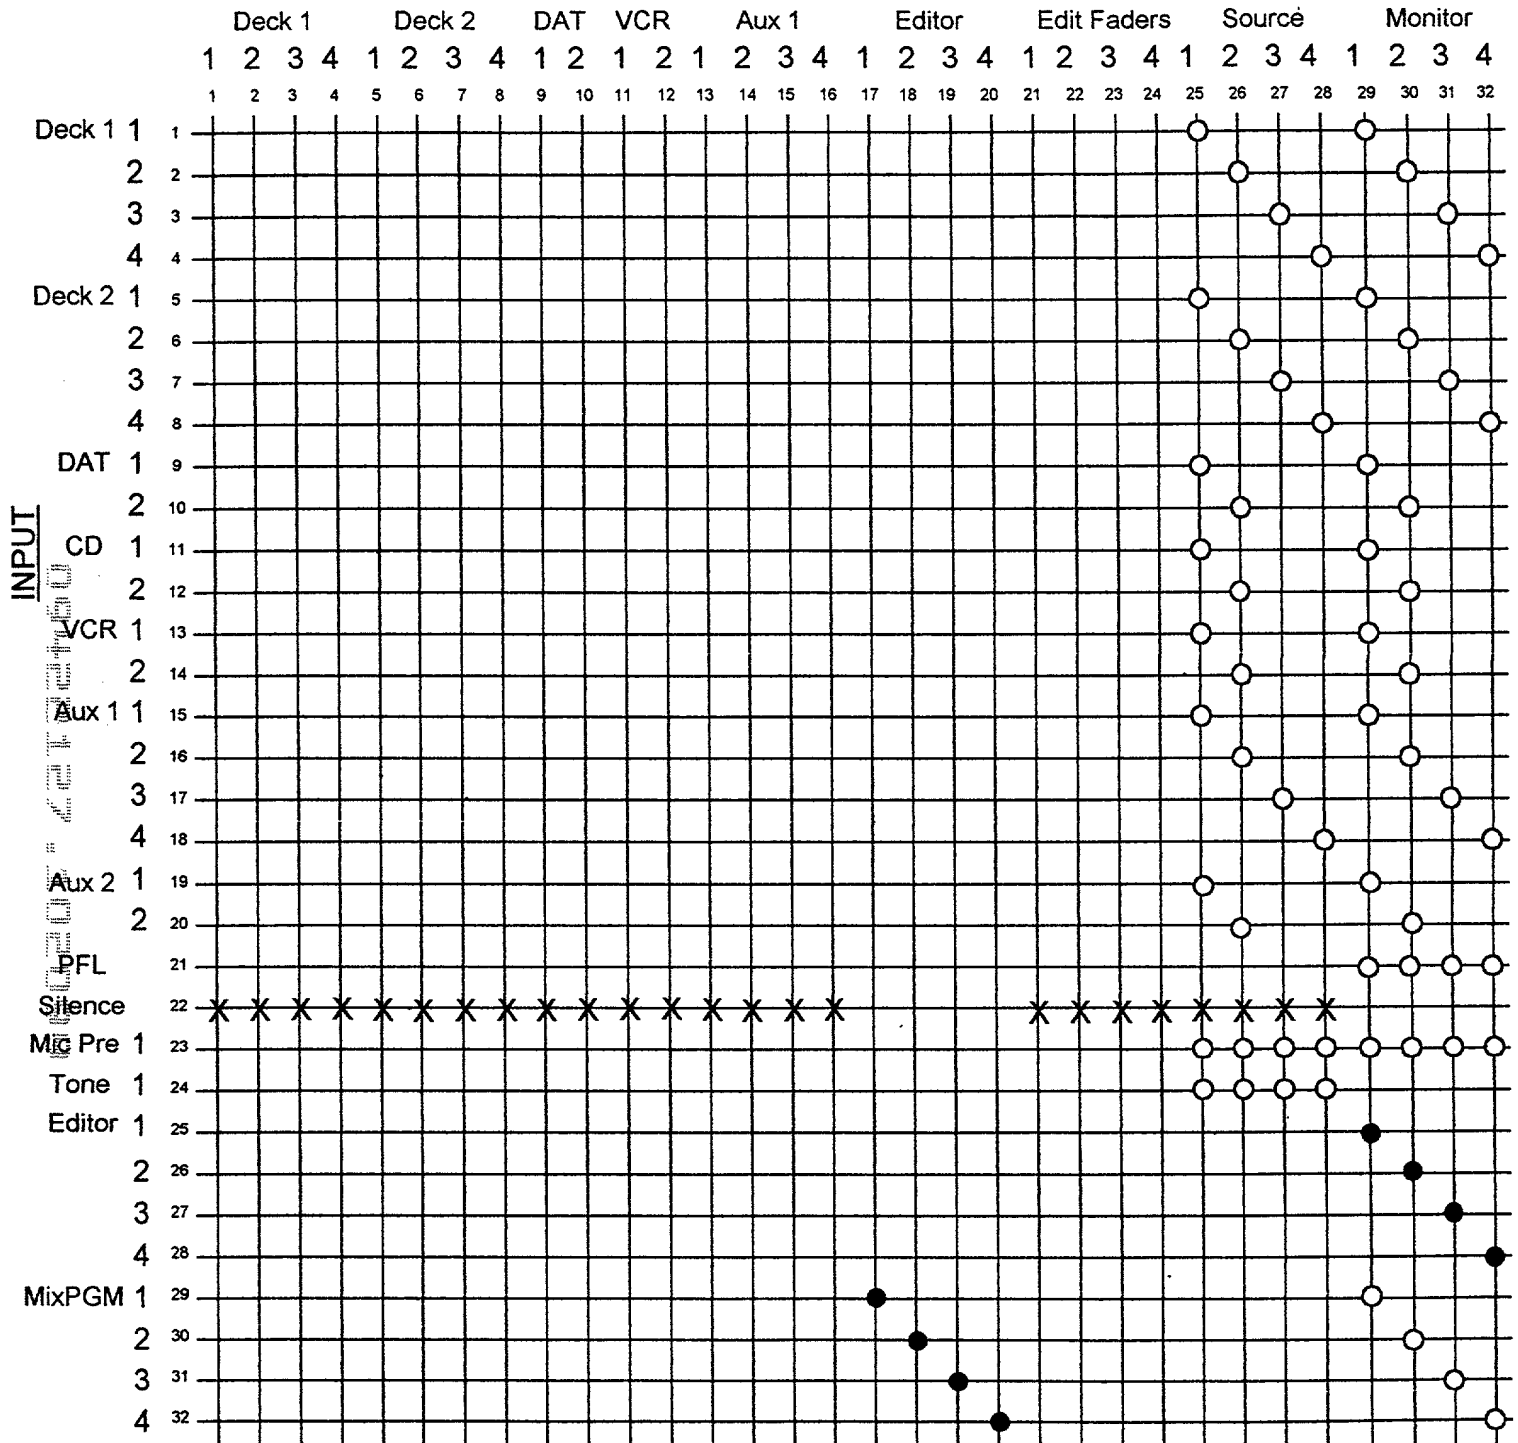 Deck 1 Deck 2 DAT VCR Aux 1 Editor Edit Faders Source Monitor
1 2 3 4 1 2 3 4 1 2 1 2 1 2 3 4 1 2 3 4 1 2 3 4 1 2 3 4 1 2 3 4
1 2 3 4 5 6 7 8 9 10 11 12 13 14 15 16 17 18 19 20 21 22 23 24 25 26 27 28 29 30 31 32
INPUT
Deck 1 1 1
2 2
3 3
4 4
Deck 2 1 5
2 6
3 7
4 8
DAT 1 9
2 10
CD 1 11
2 12
VCR 1 13
2 14
Aux 1 1 15
2 16
3 17
4 18
Aux 2 1 19
2 20
PFL 21
Silence 22 X X X X X X X X X X X X X X X X X X X X X X X X
Mic Pre 1 23
Tone 1 24
Editor 1 25
2 26
3 27
4 28
MixPGM 1 29
2 30
3 31
4 32